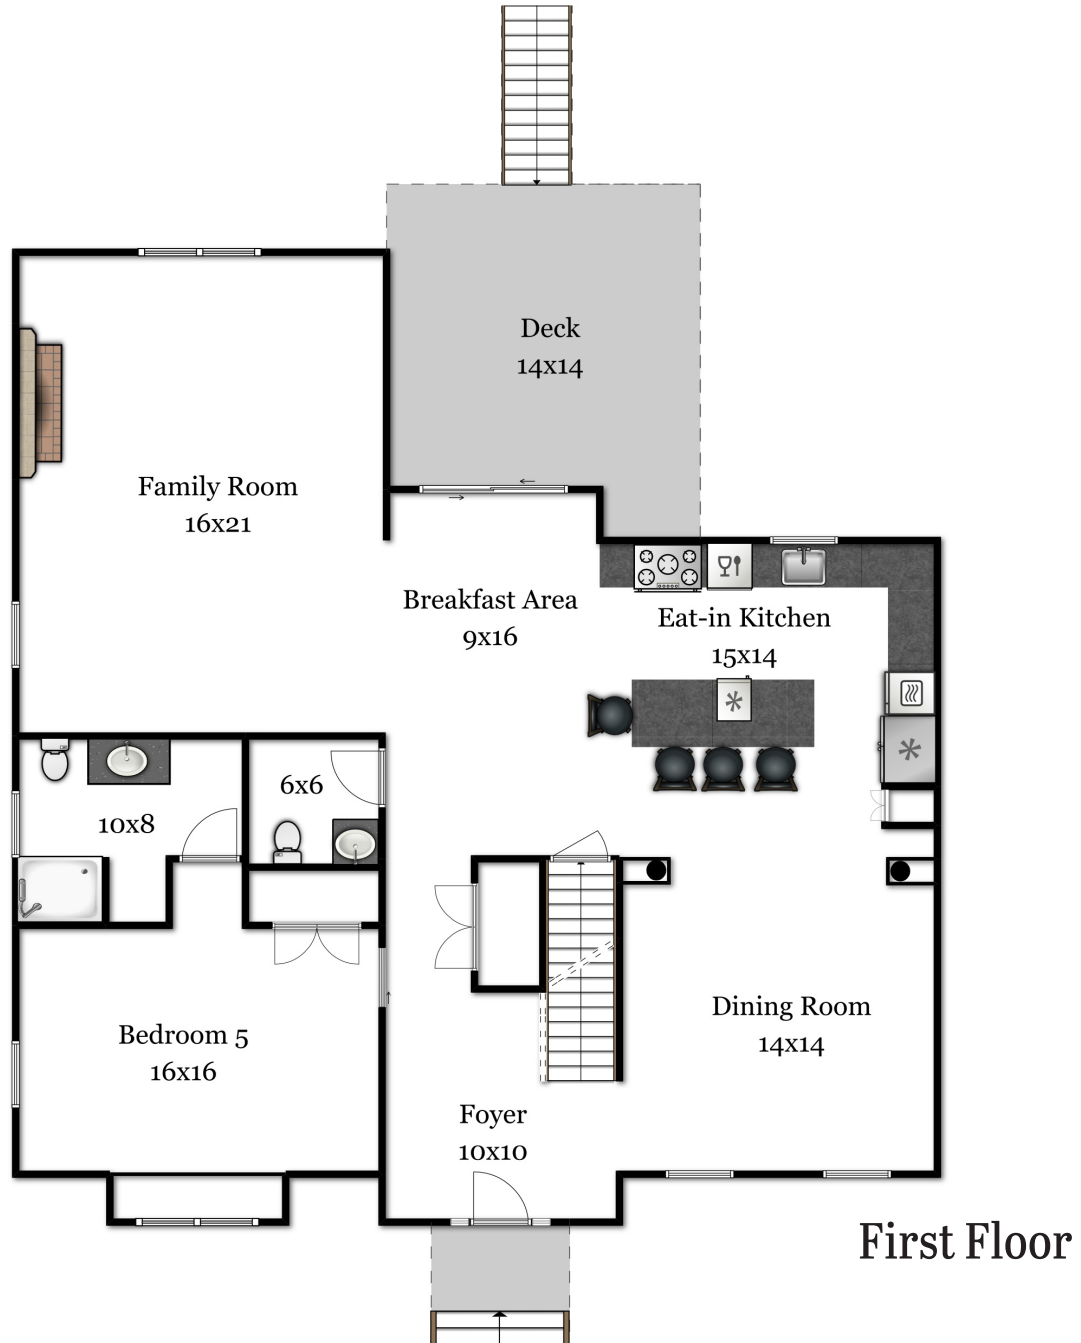 Deck
14x14
Family Room
16x21
Breakfast Area
9x16
Eat-in Kitchen
15x14
6x6
10x8
Dining Room
14x14
Bedroom 5
16x16
Foyer
10x10
First Floor